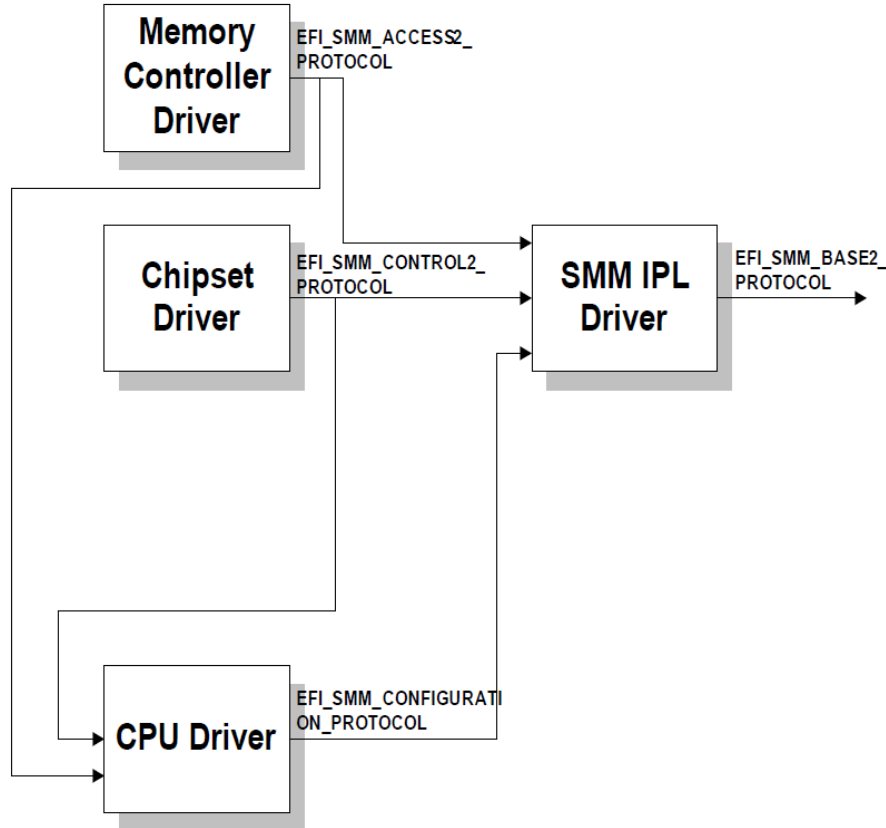 Memory
Controller
Driver
EFI_SMM_ACCESS2_
PROTOCOL
Chipset
Driver
EFI_SMM_CONTROL2_
PROTOCOL
SMM IPL
Driver
EFI_SMM_BASE2_
PROTOCOL
CPU Driver
EFI_SMM_CONFIGURATI
ON_PROTOCOL